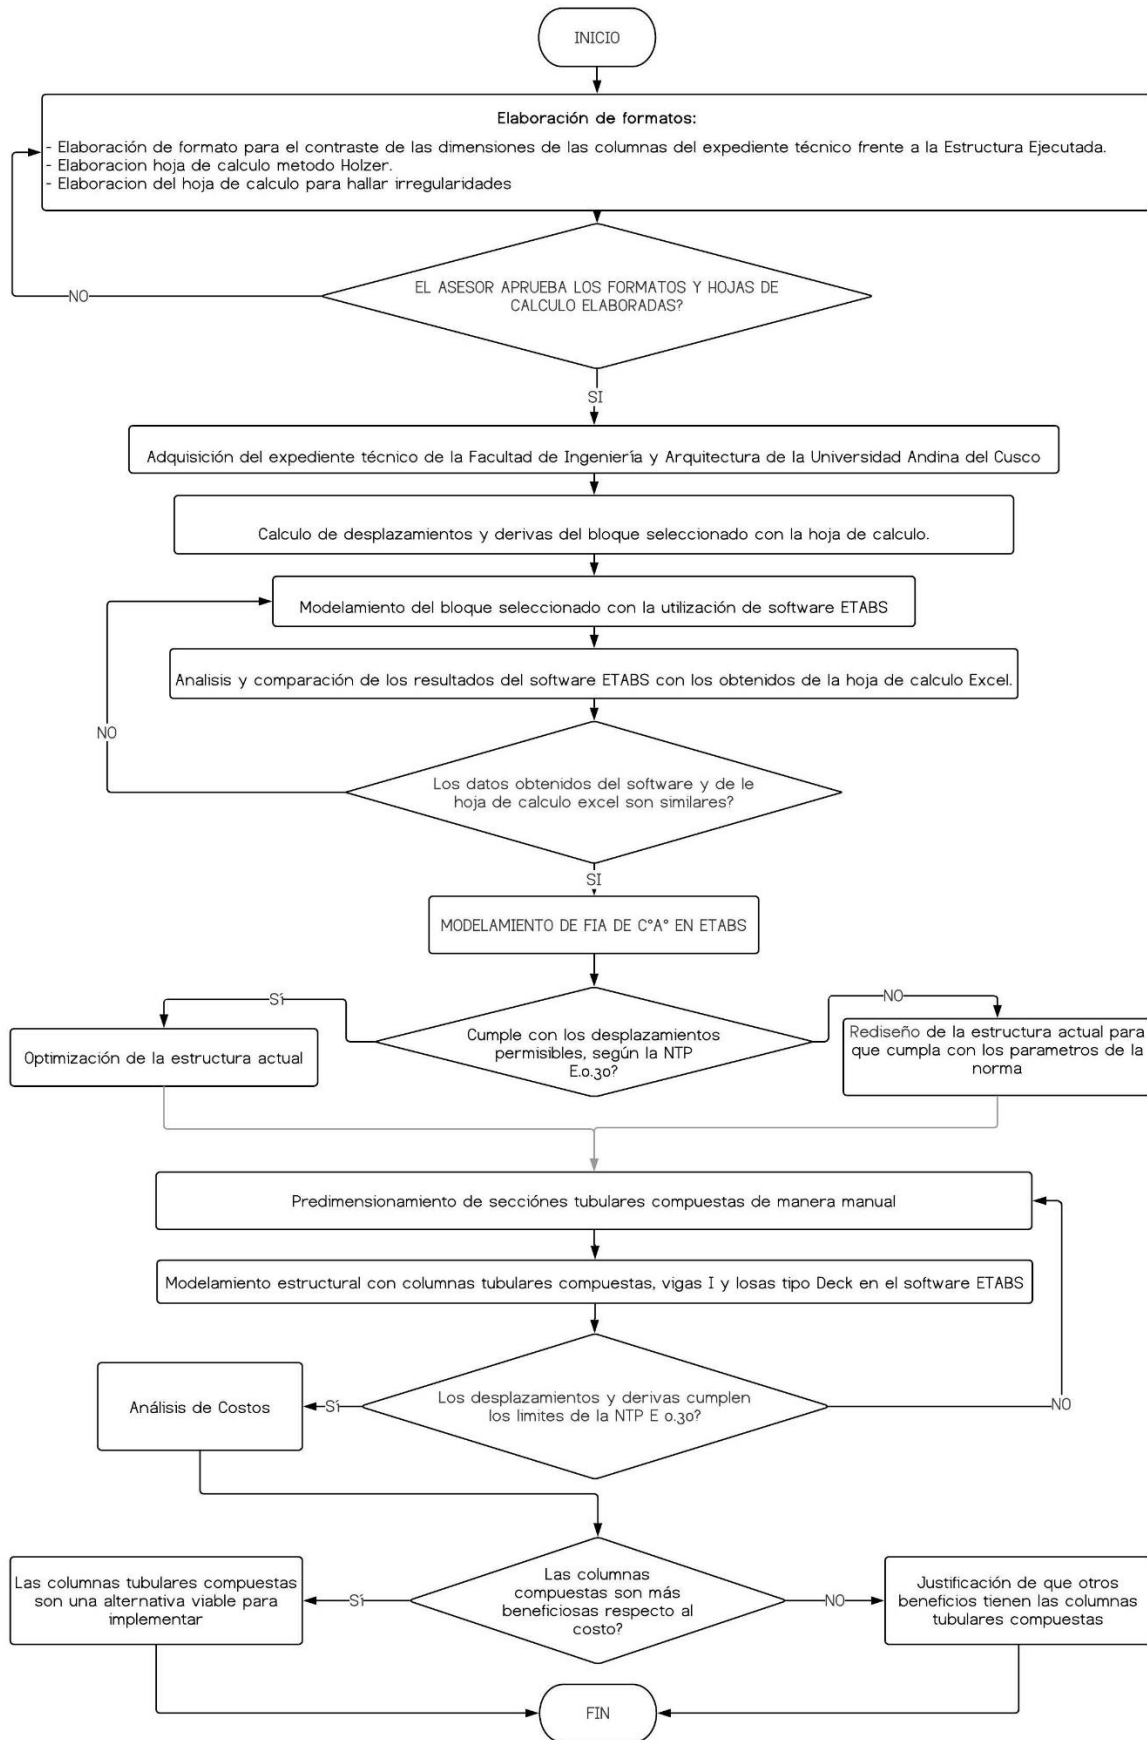 INICIO
Elaboración de formatos:
- Elaboración de formato para el contraste de las dimensiones de las columnas del expediente técnico frente a la Estructura Ejecutada.
- Elaboracion hoja de calculo metodo Holzer.
- Elaboracion del hoja de calculo para hallar irregularidades
NO
EL ASESOR APRUEBA LOS FORMATOS Y HOJAS DE
CALCULO ELABORADAS?
SI
Adquisición del expediente técnico de la Facultad de Ingeniería y Arquitectura de la Universidad Andina del Cusco
Calculo de desplazamientos y derivas del bloque seleccionado con la hoja de calculo.
Modelamiento del bloque seleccionado con la utilización de software ETABS
Analisis y comparación de los resultados del software ETABS con los obtenidos de la hoja de calculo Excel.
NO
Los datos obtenidos del software y de le
hoja de calculo excel son similares?
SI
MODELAMIENTO DE FIA DE C°A° EN ETABS
Sí
NO
Cumple con los desplazamientos
permisibles, según la NTP
E.0.30?
Optimización de la estructura actual
Rediseño de la estructura actual para
que cumpla con los parametros de la
norma
Predimensionamiento de secciónes tubulares compuestas de manera manual
Modelamiento estructural con columnas tubulares compuestas, vigas I y losas tipo Deck en el software ETABS
Análisis de Costos
Sí
Los desplazamientos y derivas cumplen
los limites de la NTP E 0.30?
NO
Las columnas tubulares compuestas
son una alternativa viable para
implementar
Sí
Las columnas
compuestas son más
beneficiosas respecto al
costo?
NO
Justificación de que otros
beneficios tienen las columnas
tubulares compuestas
FIN